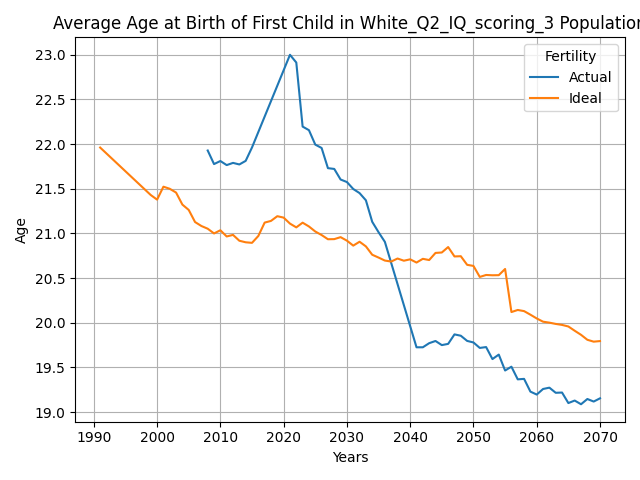 Average Age at Birth of First Child in White_Q2_IQ_scoring_3 Population
Fertility
Actual
Ideal
Age
23.0
22.5
22.0
21.5
21.0
20.5
20.0
19.5
19.0
1990 2000 2010 2020 2030 2040 2050 2060 2070
Years